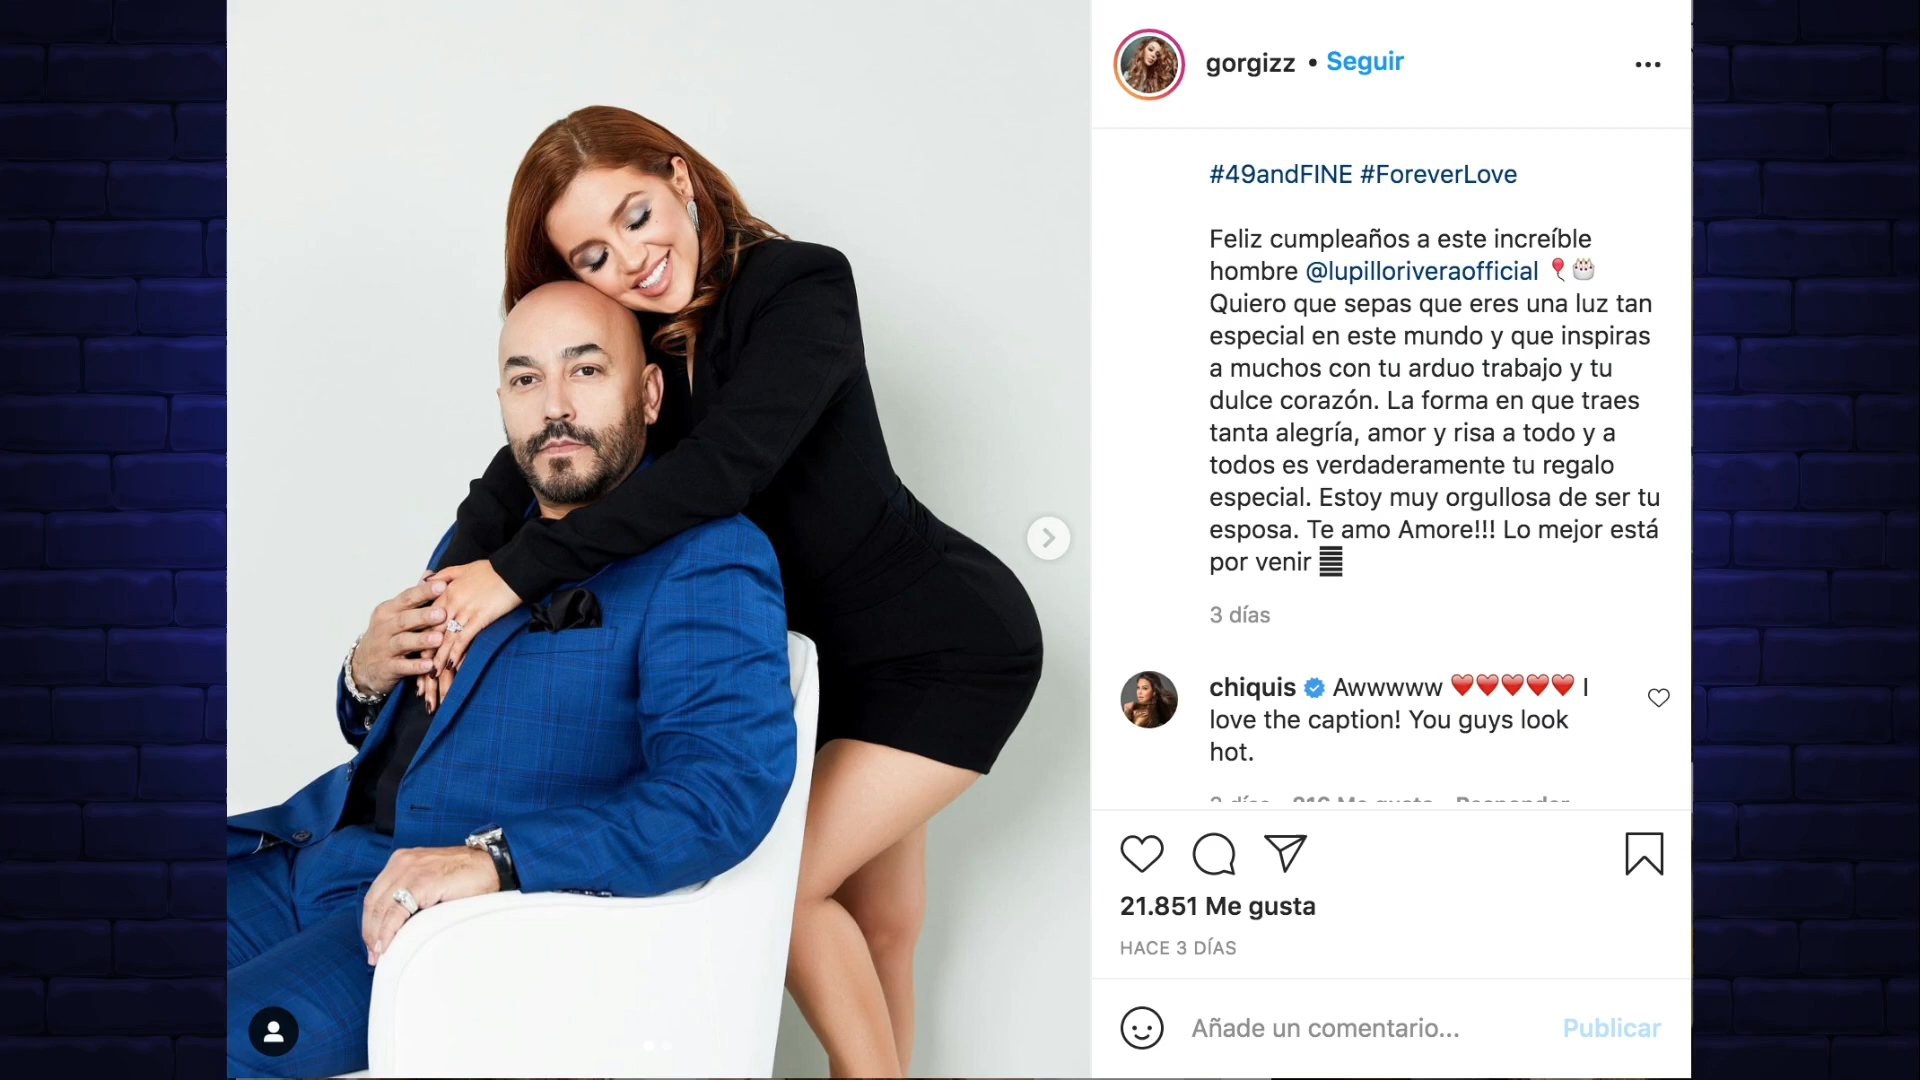 gorgizz • Seguir
#49andFINE #ForeverLove
Feliz cumpleaños a este increíble
hombre @lupilloriveraofficial 🎈🎂
Quiero que sepas que eres una luz tan
especial en este mundo y que inspiras
a muchos con tu arduo trabajo y tu
dulce corazón. La forma en que traes
tanta alegría, amor y risa a todo y a
todos es verdaderamente tu regalo
especial. Estoy muy orgullosa de ser tu
esposa. Te amo Amore!!! Lo mejor está
por venir
3 días
chiquis Awwwww ❤️❤️❤️❤️❤️ I
love the caption! You guys look
hot.
21.851 Me gusta
HACE 3 DÍAS
Añade un comentario... Publicar